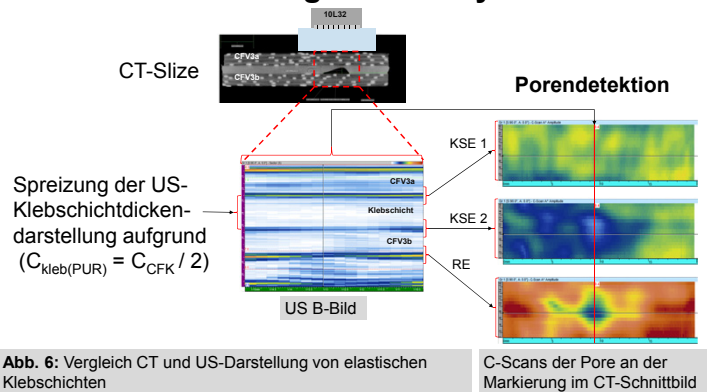 10L32
CFV3a
CFV3b
CT-Slize
Porendetektion
KSE 1
CFV3a
Klebschicht
KSE 2
CFV3b
RE
Spreizung der US-
Klebschichtdicken-
darstellung aufgrund
(C kleb(PUR) = C CFK / 2)
US B-Bild
Abb. 6: Vergleich CT und US-Darstellung von elastischen
Klebschichten
C-Scans der Pore an der
Markierung im CT-Schnittbild